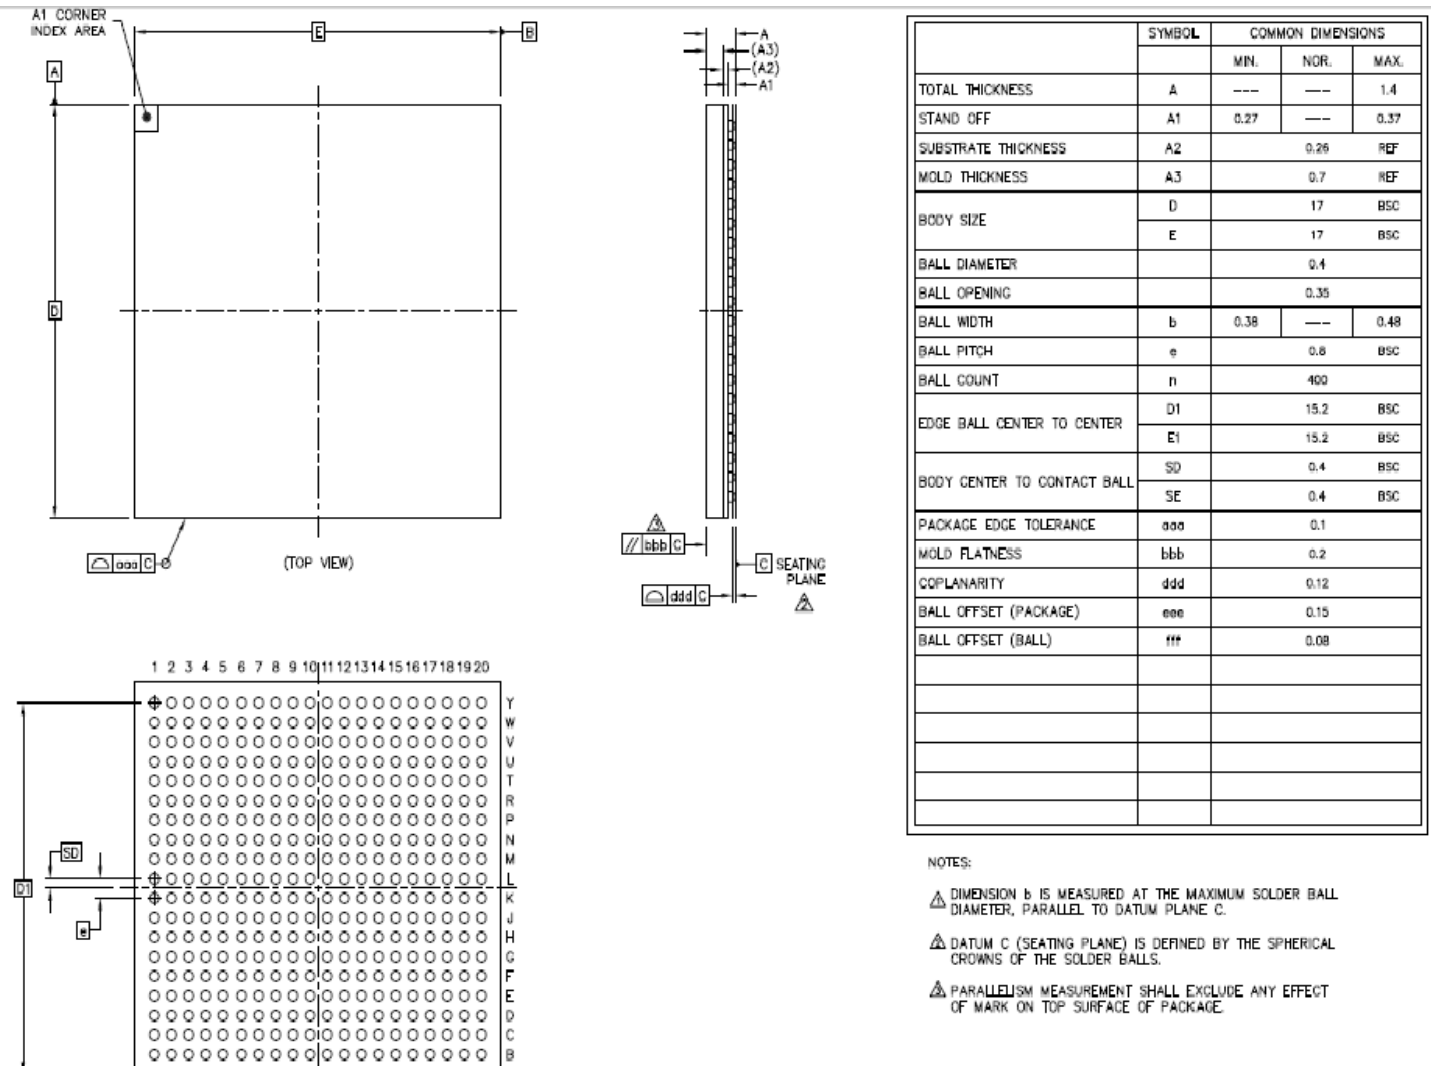 A1 CORNER
INDEX AREA
E
B
A
D
aaa C
(TOP VIEW)
A
(A3)
(A2)
A1
3
// bbb C
C SEATING
PLANE
2
ddd C
1 2 3 4 5 6 7 8 9 10 11 12 13 14 15 16 17 18 19 20
Y
W
V
U
T
R
P
N
M
L
K
J
H
G
F
E
D
C
B
SD
D1
e
SYMBOL COMMON DIMENSIONS
MIN. NOR. MAX.
TOTAL THICKNESS A --- --- 1.4
STAND OFF A1 0.27 --- 0.37
SUBSTRATE THICKNESS A2 0.26 REF
MOLD THICKNESS A3 0.7 REF
BODY SIZE D 17 BSC
E 17 BSC
BALL DIAMETER 0.4
BALL OPENING 0.35
BALL WIDTH b 0.38 --- 0.48
BALL PITCH e 0.8 BSC
BALL COUNT n 400
EDGE BALL CENTER TO CENTER D1 15.2 BSC
E1 15.2 BSC
BODY CENTER TO CONTACT BALL SD 0.4 BSC
SE 0.4 BSC
PACKAGE EDGE TOLERANCE aaa 0.1
MOLD FLATNESS bbb 0.2
COPLANARITY ddd 0.12
BALL OFFSET (PACKAGE) eee 0.15
BALL OFFSET (BALL) fff 0.08
NOTES:
1 DIMENSION b IS MEASURED AT THE MAXIMUM SOLDER BALL
DIAMETER, PARALLEL TO DATUM PLANE C.
2 DATUM C (SEATING PLANE) IS DEFINED BY THE SPHERICAL
CROWNS OF THE SOLDER BALLS.
3 PARALLELISM MEASUREMENT SHALL EXCLUDE ANY EFFECT
OF MARK ON TOP SURFACE OF PACKAGE.